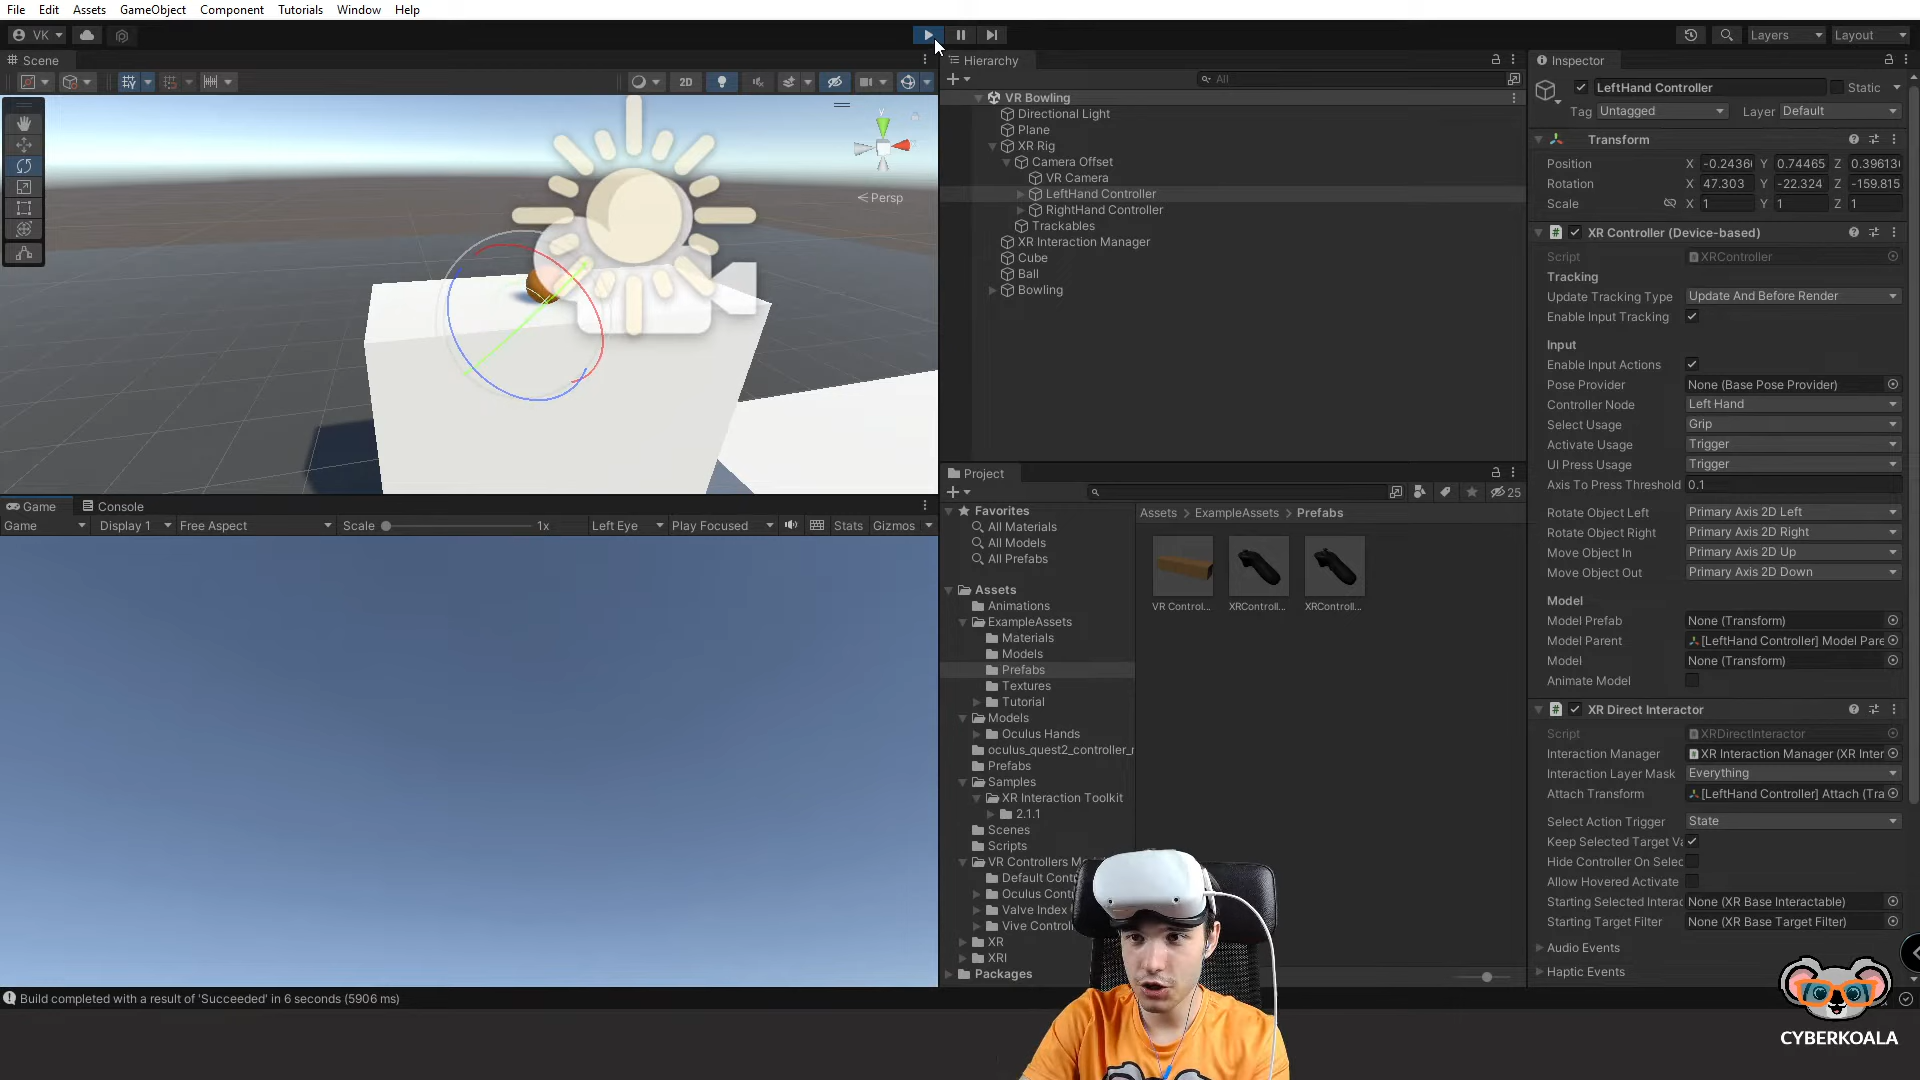 File Edit Assets GameObject Component Tutorials Window Help
VK Layers Layout
Scene
2D
Y
Persp
Hierarchy
All
VR Bowling
Directional Light
Plane
XR Rig
Camera Offset
VR Camera
LeftHand Controller
RightHand Controller
Trackables
XR Interaction Manager
Cube
Ball
Bowling
Game Console
Game Display 1 Free Aspect Scale 1x Left Eye Play Focused Stats Gizmos
Project
25
Favorites
All Materials
All Models
All Prefabs
Assets
Animations
ExampleAssets
Materials
Models
Prefabs
Textures
Tutorial
Models
Oculus Hands
oculus_quest2_controller_r
Prefabs
Samples
XR Interaction Toolkit
2.1.1
Scenes
Scripts
VR Controllers M
Default Cont
Oculus Cont
Valve Index
Vive Control
XR
XRI
Packages
Assets > ExampleAssets > Prefabs
VR Control... XRControll... XRControll...
Inspector
LeftHand Controller Static
Tag Untagged Layer Default
Transform
Position X -0.2436 Y 0.74465 Z 0.39613
Rotation X 47.303 Y -22.324 Z -159.815
Scale X 1 Y 1 Z 1
XR Controller (Device-based)
Script XRController
Tracking
Update Tracking Type Update And Before Render
Enable Input Tracking
Input
Enable Input Actions
Pose Provider None (Base Pose Provider)
Controller Node Left Hand
Select Usage Grip
Activate Usage Trigger
UI Press Usage Trigger
Axis To Press Threshold 0.1
Rotate Object Left Primary Axis 2D Left
Rotate Object Right Primary Axis 2D Right
Move Object In Primary Axis 2D Up
Move Object Out Primary Axis 2D Down
Model
Model Prefab None (Transform)
Model Parent [LeftHand Controller] Model Pare
Model None (Transform)
Animate Model
XR Direct Interactor
Script XRDirectInteractor
Interaction Manager XR Interaction Manager (XR Inter
Interaction Layer Mask Everything
Attach Transform [LeftHand Controller] Attach (Tra
Select Action Trigger State
Keep Selected Target Va
Hide Controller On Selec
Allow Hovered Activate
Starting Selected Interac None (XR Base Interactable)
Starting Target Filter None (XR Base Target Filter)
Audio Events
Haptic Events
Build completed with a result of 'Succeeded' in 6 seconds (5906 ms)
CYBERKOALA